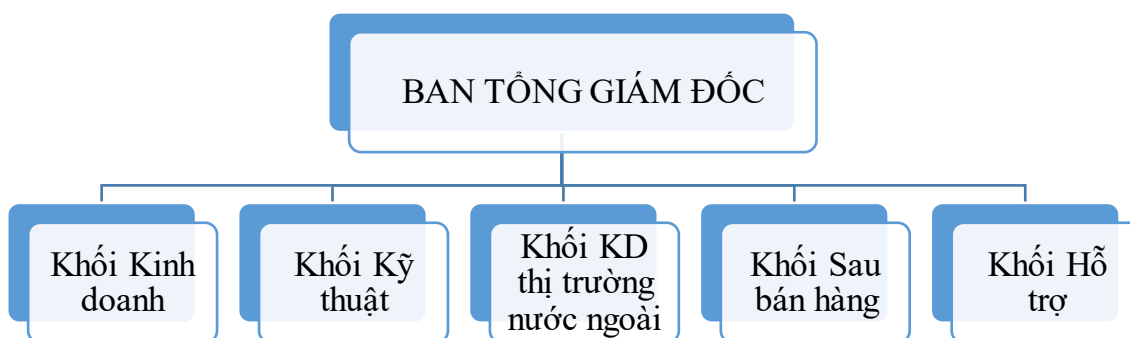 BAN TỔNG GIÁM ĐỐC
Khối Kinh
doanh
Khối Kỹ
thuật
Khối KD
thị trường
nước ngoài
Khối Sau
bán hàng
Khối Hỗ
trợ